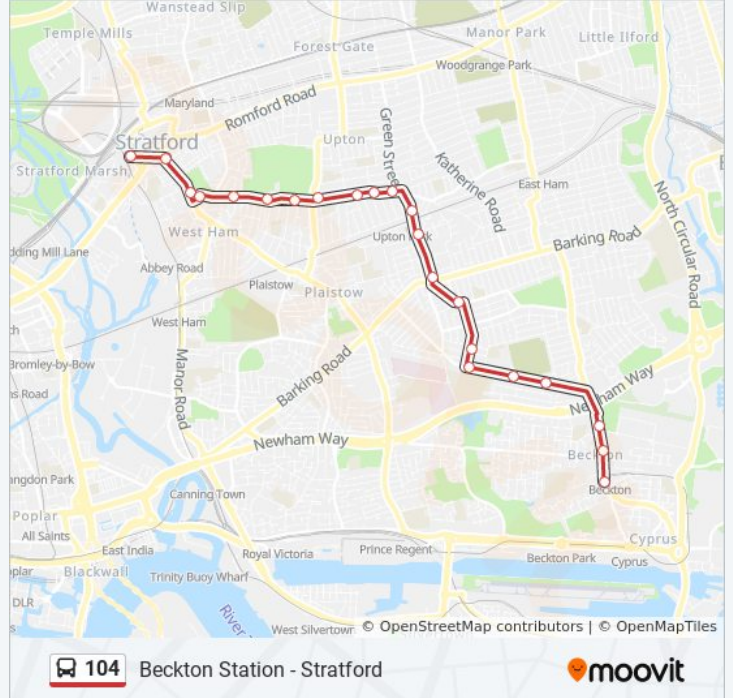 Wanstead Slip
Temple Mills
Manor Park
Little Ilford
Forest Gate
Woodgrange Park
Maryland
Romford Road
Green Stree
Stratford
Upton
Stratford Marsh
Katherine Road
East Ham
North Circular Road
West Ham
Upton
Barking Road
dding Mill Lane
Abbey Road
Plaistow
Plaistow
West Ham
Manor Road
Bromley-by-Bow
Barking Road
Newham Way
s Road
Newham Way
Beckton
angdon Park
Canning Town
Beckton
Poplar
All Saints
East India
Royal Victoria
Prince Regent
Cyprus
Beckton Park
Cyprus
plar
Blackwall
Trinity Buoy Wharf
DLR
River
West Silvertown
© OpenStreetMap contributors | © OpenMapTiles
104 Beckton Station - Stratford
moovit